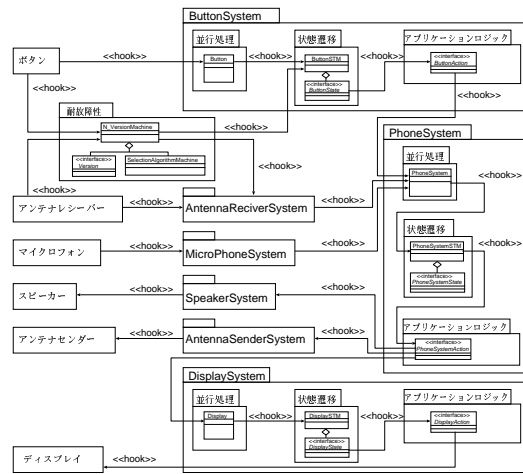 ButtonSystem
並行処理
状態遷移
アプリケーションロジック
ボタン
<<hook>>
Button
<<hook>>
ButtonSTM
<<hook>>
<<interface>>
ButtonAction
<<interface>>
ButtonState
<<hook>>
耐故障性
N_VersionMachine
<<hook>>
<<interface>>
Version
SelectionAlgorithmMachine
<<hook>>
<<hook>>
<<hook>>
PhoneSystem
並行処理
PhoneSystem
<<hook>>
アンテナレシーバー
<<hook>>
AntennaReciverSystem
<<hook>>
マイクロフォン
<<hook>>
MicroPhoneSystem
<<hook>>
状態遷移
PhoneSystemSTM
<<hook>>
<<interface>>
PhoneSystemState
スピーカー
<<hook>>
SpeakerSystem
<<hook>>
<<hook>>
アプリケーションロジック
<<interface>>
PhoneSystemAction
アンテナセンダー
<<hook>>
AntennaSenderSystem
<<hook>>
<<hook>>
DisplaySystem
並行処理
状態遷移
アプリケーションロジック
Display
<<hook>>
DisplaySTM
<<hook>>
<<interface>>
DisplayAction
<<interface>>
DisplayState
ディスプレイ
<<hook>>